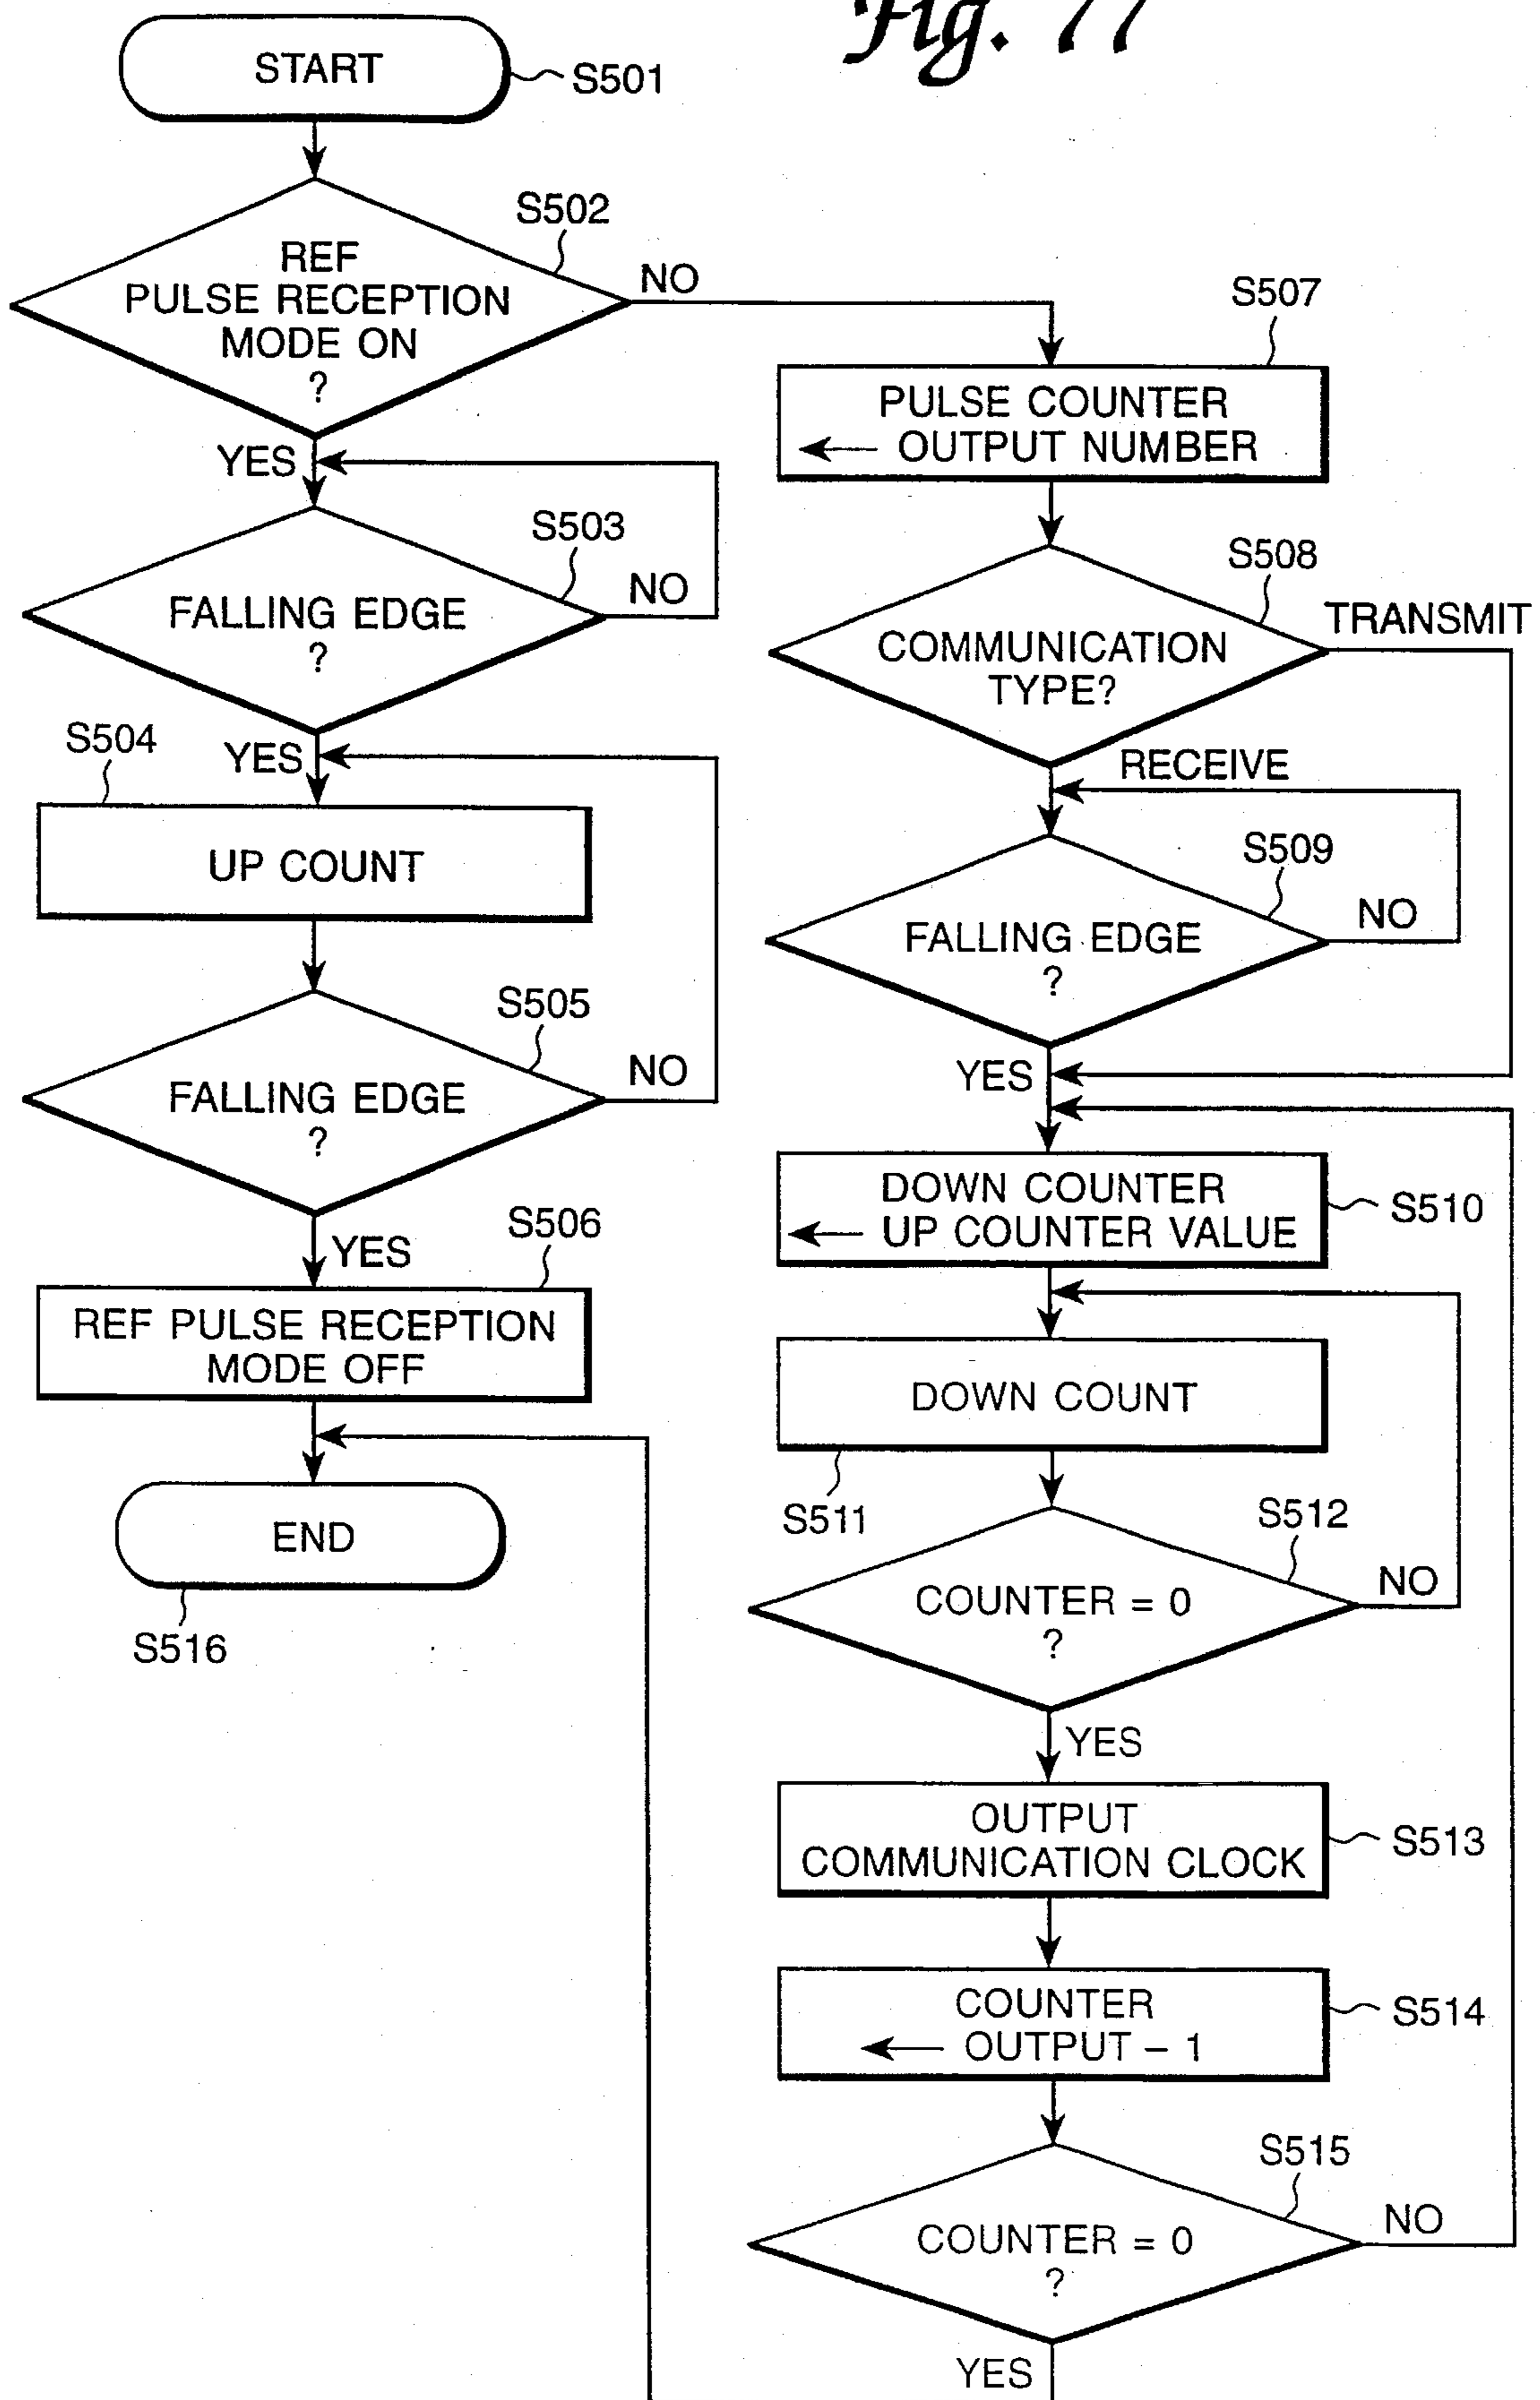 Fig. 77
START
S501
S502
REF
PULSE RECEPTION
MODE ON
?
NO
YES
S503
FALLING EDGE
?
NO
YES
S504
UP COUNT
S505
FALLING EDGE
?
NO
YES
S506
REF PULSE RECEPTION
MODE OFF
END
S516
S507
PULSE COUNTER
← OUTPUT NUMBER
S508
COMMUNICATION
TYPE?
TRANSMIT
RECEIVE
S509
FALLING EDGE
?
NO
YES
DOWN COUNTER
← UP COUNTER VALUE
S510
DOWN COUNT
S511
S512
COUNTER = 0
?
NO
YES
OUTPUT
COMMUNICATION CLOCK
S513
COUNTER
← OUTPUT – 1
S514
S515
COUNTER = 0
?
NO
YES